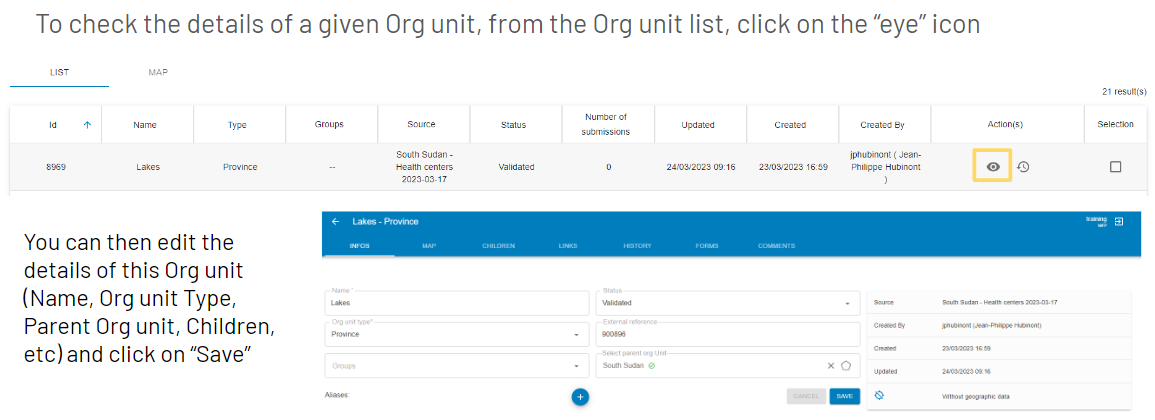 To check the details of a given Org unit, from the Org unit list, click on the “eye” icon
LIST MAP
21 result(s)
Id Name Type Groups Source Status Number of submissions Updated Created Created By Action(s) Selection
8969 Lakes Province -- South Sudan - Health centers 2023-03-17 Validated 0 24/03/2023 09:16 23/03/2023 16:59 jphubinont ( Jean-Philippe Hubinont )
You can then edit the
details of this Org unit
(Name, Org unit Type,
Parent Org unit, Children,
etc) and click on “Save”
Lakes - Province
training
INFOS MAP CHILDREN LINKS HISTORY FORMS COMMENTS
Name *
Lakes
Status
Validated
Org unit type*
Province
External reference
900896
Groups
Select parent org Unit
South Sudan
Aliases:
CANCEL SAVE
Source South Sudan - Health centers 2023-03-17
Created By jphubinont (Jean-Philippe Hubinont)
Created 23/03/2023 16:59
Updated 24/03/2023 09:16
Without geographic data